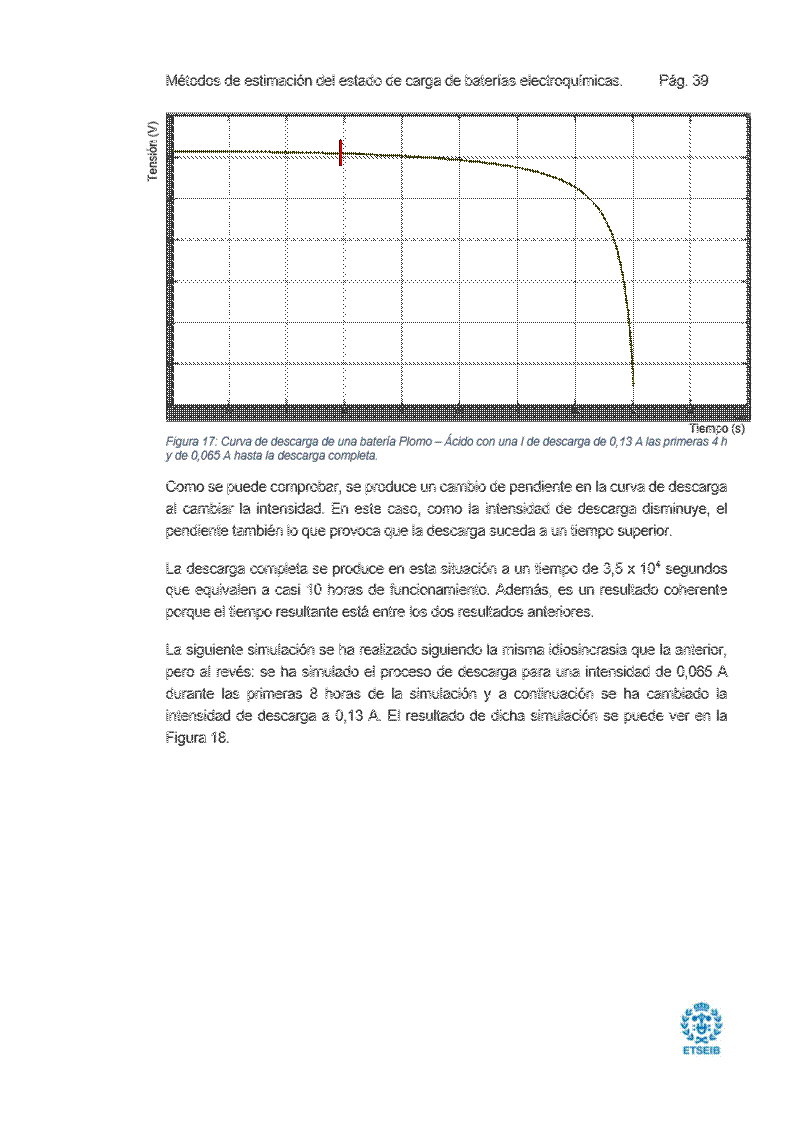 Métodos de estimación del estado de carga de baterías electroquímicas. Pág. 39
Tensión (V)
Tiempo (s)
Figura 17: Curva de descarga de una batería Plomo – Ácido con una I de descarga de 0,13 A las primeras 4 h
y de 0,065 A hasta la descarga completa.
Como se puede comprobar, se produce un cambio de pendiente en la curva de descarga
al cambiar la intensidad. En este caso, como la intensidad de descarga disminuye, el
pendiente también lo que provoca que la descarga suceda a un tiempo superior.
La descarga completa se produce en esta situación a un tiempo de 3,5 x 10⁴ segundos
que equivalen a casi 10 horas de funcionamiento. Además, es un resultado coherente
porque el tiempo resultante está entre los dos resultados anteriores.
La siguiente simulación se ha realizado siguiendo la misma idiosincrasia que la anterior,
pero al revés: se ha simulado el proceso de descarga para una intensidad de 0,065 A
durante las primeras 8 horas de la simulación y a continuación se ha cambiado la
intensidad de descarga a 0,13 A. El resultado de dicha simulación se puede ver en la
Figura 18.
ETSEIB